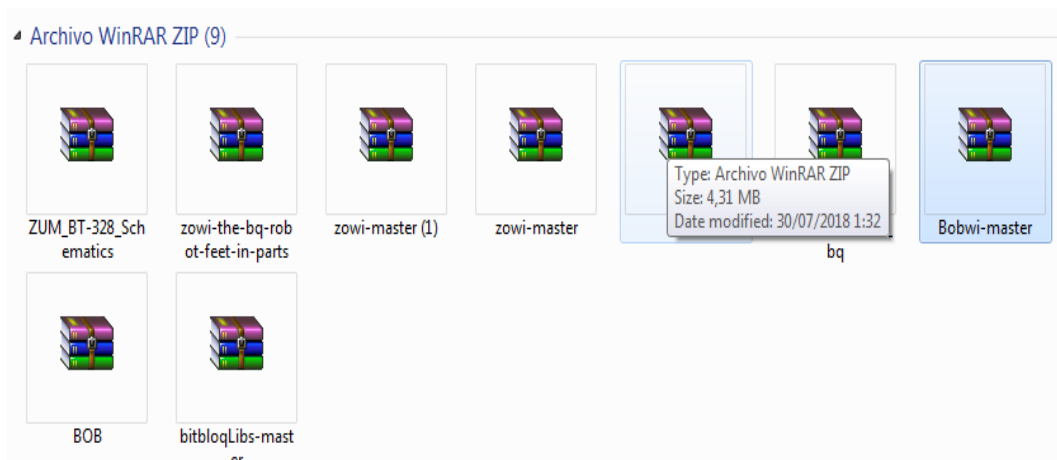 Archivo WinRAR ZIP (9)
ZUM_BT-328_Sch
ematics
zowi-the-bq-rob
ot-feet-in-parts
zowi-master (1)
zowi-master
Type: Archivo WinRAR ZIP
Size: 4,31 MB
Date modified: 30/07/2018 1:32
bq
Bobwi-master
BOB
bitbloqLibs-mast